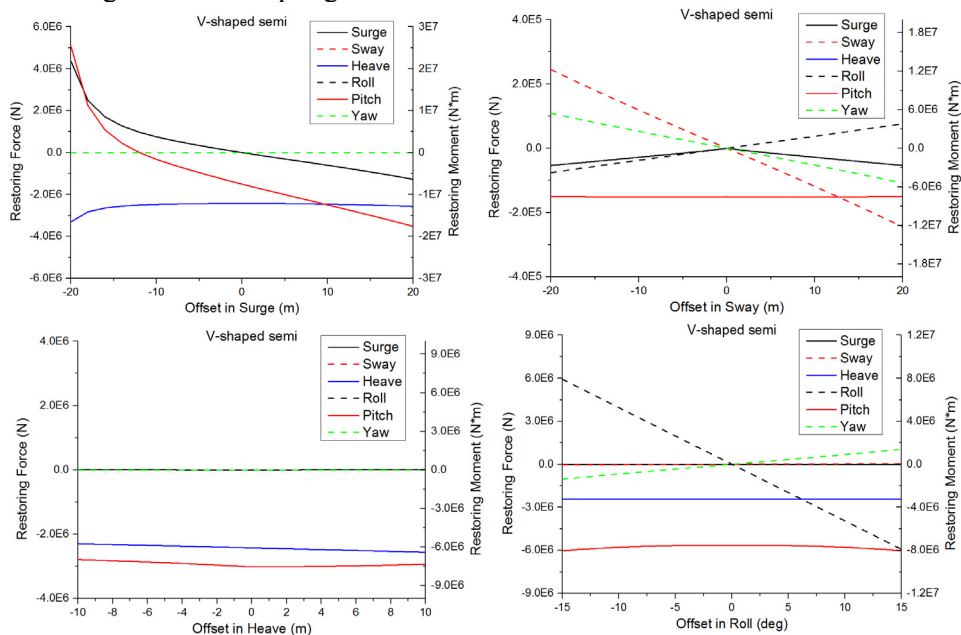 V-shaped semi
6.0E6
4.0E6
2.0E6
0.0
-2.0E6
-4.0E6
-6.0E6
Restoring Force (N)
3E7
2E7
1E7
0
-1E7
-2E7
-3E7
Restoring Moment (N*m)
Surge
Sway
Heave
Roll
Pitch
Yaw
-20
-10
0
10
20
Offset in Surge (m)
V-shaped semi
4.0E5
2.0E5
0.0
-2.0E5
-4.0E5
Restoring Force (N)
1.8E7
1.2E7
6.0E6
0.0
-6.0E6
-1.2E7
-1.8E7
Restoring Moment (N*m)
Surge
Sway
Heave
Roll
Pitch
Yaw
-20
-10
0
10
20
Offset in Sway (m)
V-shaped semi
4.0E6
3.0E6
2.0E6
1.0E6
0.0
-1.0E6
-2.0E6
-3.0E6
-4.0E6
Restoring Force (N)
9.0E6
6.0E6
3.0E6
0.0
-3.0E6
-6.0E6
-9.0E6
Restoring Moment (N*m)
Surge
Sway
Heave
Roll
Pitch
Yaw
-10
-8
-6
-4
-2
0
2
4
6
8
10
Offset in Heave (m)
V-shaped semi
9.0E6
6.0E6
3.0E6
0.0
-3.0E6
-6.0E6
-9.0E6
Restoring Force (N)
1.2E7
8.0E6
4.0E6
0.0
-4.0E6
-8.0E6
-1.2E7
Restoring Moment (N*m)
Surge
Sway
Heave
Roll
Pitch
Yaw
-15
-10
-5
0
5
10
15
Offset in Roll (deg)